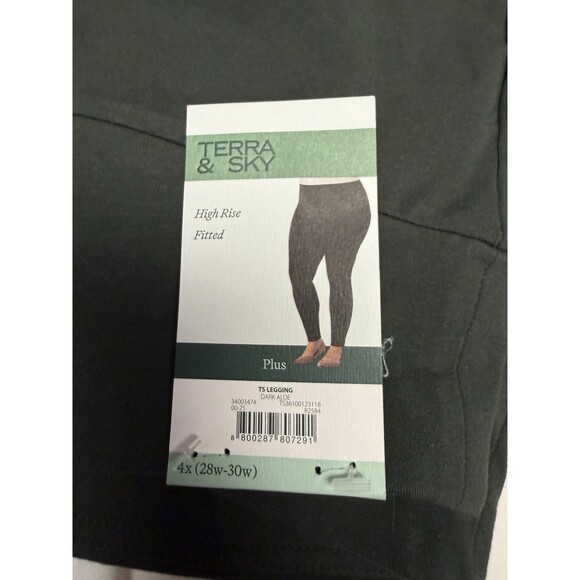 TERRA
& SKY
High Rise
Fitted
Plus
TS LEGGING
DARK ALOE
34003474 TS36100123118
00-25 R2584
8 800287 807291
4x (28w-30w)